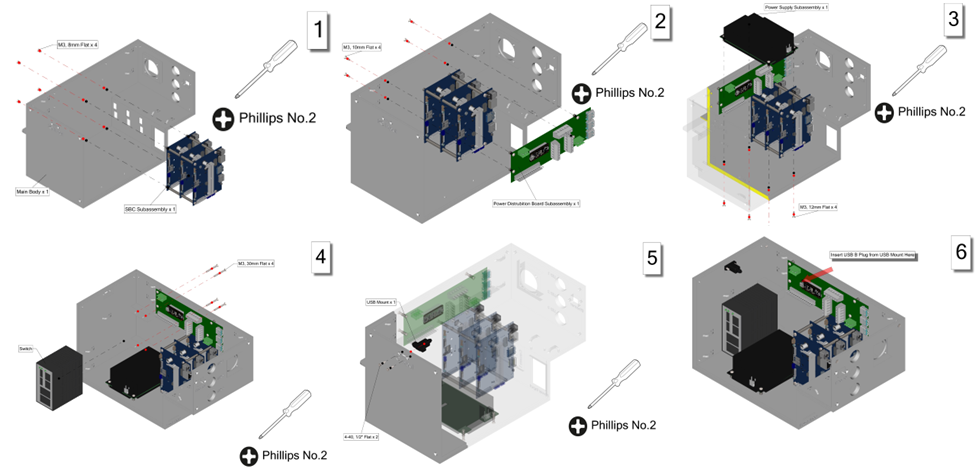 1
M3, 8mm Flat x 4
Phillips No.2
Main Body x 1
SBC Subassembly x 1
2
M3, 10mm Flat x 4
Phillips No.2
Power Distrubtion Board Subassembly x 1
3
Power Supply Subassembly x 1
Phillips No.2
M3, 12mm Flat x 4
4
M3, 30mm Flat x 4
Switch
Phillips No.2
5
USB Mount x 1
4-40, 1/2" Flat x 2
Phillips No.2
6
Insert USB B Plug from USB Mount Here